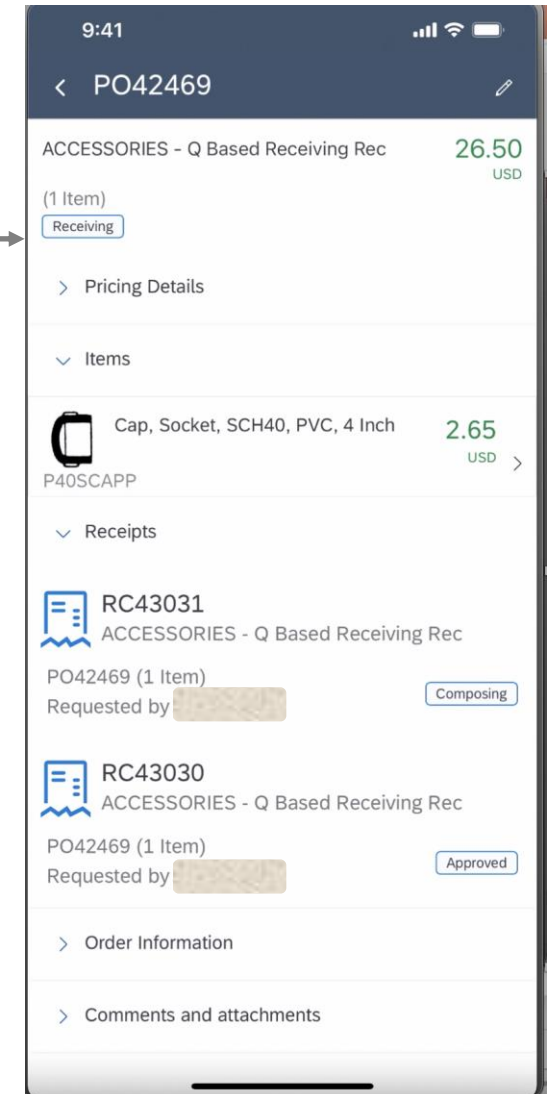 9:41
PO42469
ACCESSORIES - Q Based Receiving Rec 26.50
USD
(1 Item)
Receiving
Pricing Details
Items
Cap, Socket, SCH40, PVC, 4 Inch 2.65
USD
P40SCAPP
Receipts
RC43031
ACCESSORIES - Q Based Receiving Rec
PO42469 (1 Item)
Requested by
Composing
RC43030
ACCESSORIES - Q Based Receiving Rec
PO42469 (1 Item)
Requested by
Approved
Order Information
Comments and attachments